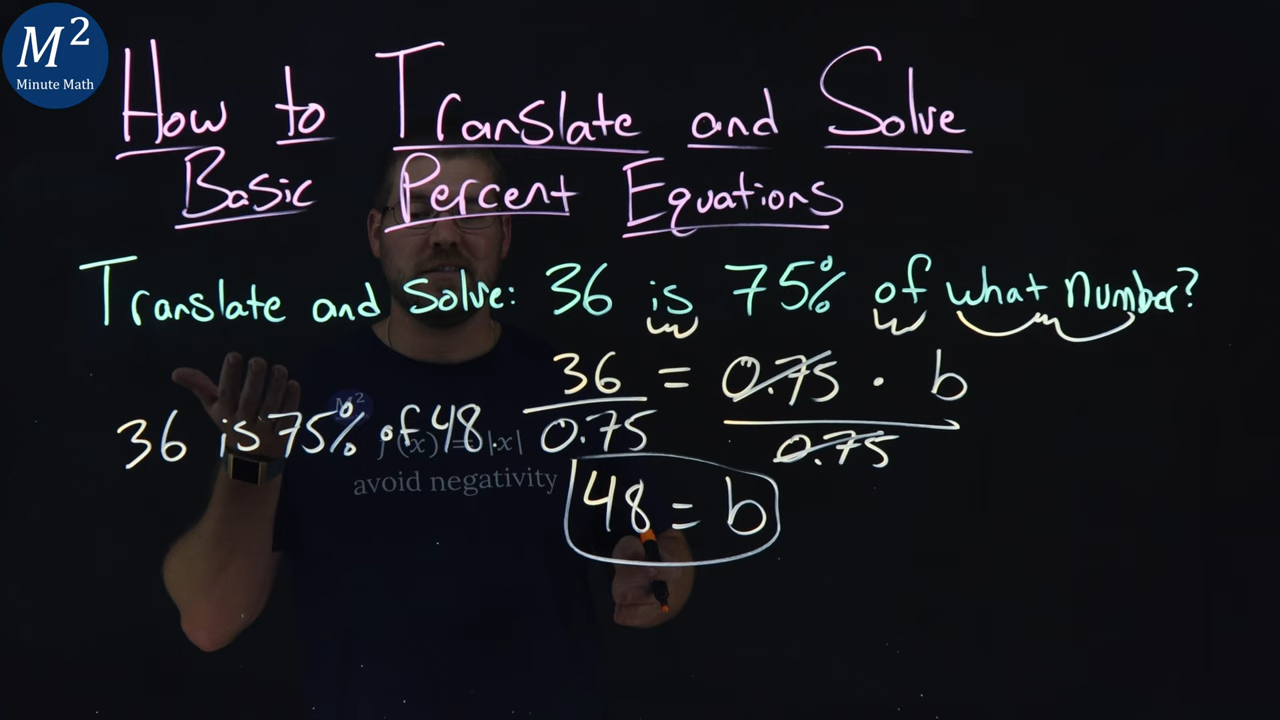 M²
Minute Math
How to Translate and Solve
Basic Percent Equations
Translate and Solve: 36 is 75% of what number?
36 = 0.75 · b
0.75 0.75
36 is 75% of 48.
M²
f(x) = |x|
avoid negativity
48 = b